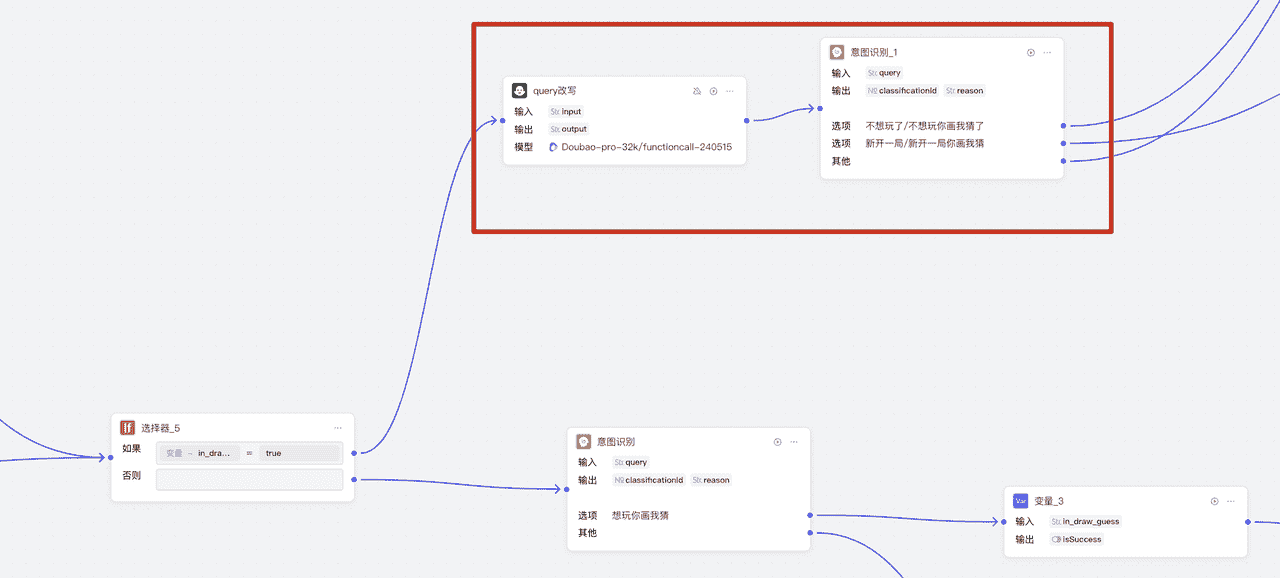 query改写
输入 Str. input
输出 Str. output
模型 Doubao-pro-32k/functioncall-240515
意图识别_1
输入 Str. query
输出 No classificationId Str. reason
选项 不想玩了/不想玩你画我猜了
选项 新开一局/新开一局你画我猜
其他
If 选择器_5
如果 变量 - in_dra... = true
否则
意图识别
输入 Str. query
输出 No classificationId Str. reason
选项 想玩你画我猜
其他
Var 变量_3
输入 Str. in_draw_guess
输出 isSuccess